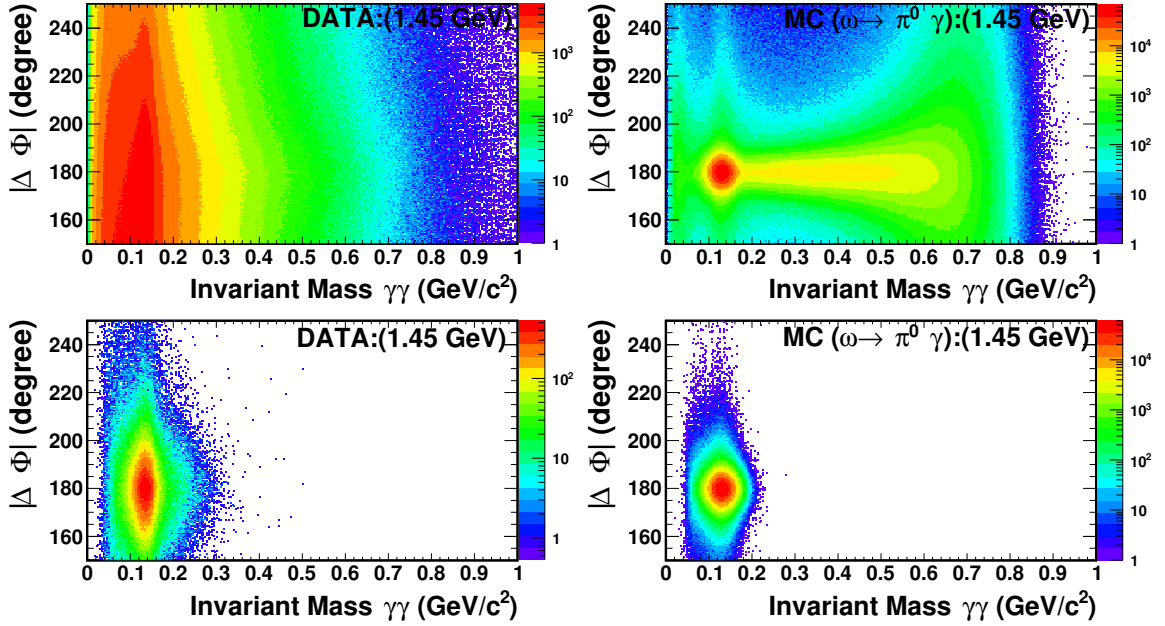 DATA:(1.45 GeV)
|Δ Φ| (degree)
240
220
200
180
160
0 0.1 0.2 0.3 0.4 0.5 0.6 0.7 0.8 0.9 1
Invariant Mass γγ (GeV/c²)
10³
10²
10
1
MC (ω→ π⁰ γ):(1.45 GeV)
|Δ Φ| (degree)
240
220
200
180
160
0 0.1 0.2 0.3 0.4 0.5 0.6 0.7 0.8 0.9 1
Invariant Mass γγ (GeV/c²)
10⁴
10³
10²
10
1
DATA:(1.45 GeV)
|Δ Φ| (degree)
240
220
200
180
160
0 0.1 0.2 0.3 0.4 0.5 0.6 0.7 0.8 0.9 1
Invariant Mass γγ (GeV/c²)
10²
10
1
MC (ω→ π⁰ γ):(1.45 GeV)
|Δ Φ| (degree)
240
220
200
180
160
0 0.1 0.2 0.3 0.4 0.5 0.6 0.7 0.8 0.9 1
Invariant Mass γγ (GeV/c²)
10⁴
10³
10²
10
1